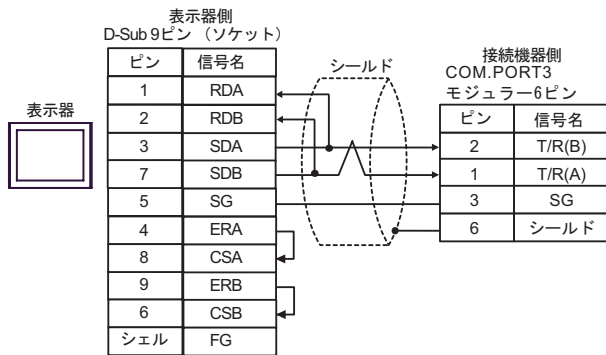 表示器側
D-Sub 9ピン （ソケット）
シールド
接続機器側
COM.PORT3
モジュラー6ピン
表示器
ピン 信号名
1 RDA
2 RDB
3 SDA
7 SDB
5 SG
4 ERA
8 CSA
9 ERB
6 CSB
シェル FG
ピン 信号名
2 T/R(B)
1 T/R(A)
3 SG
6 シールド